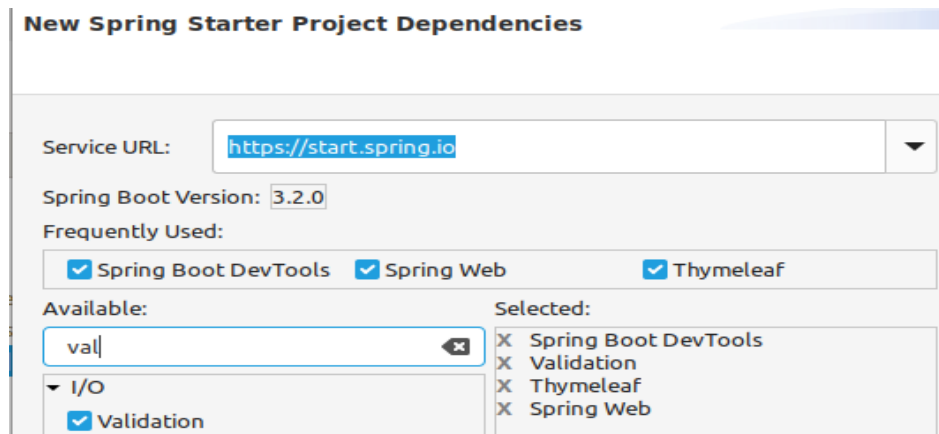 New Spring Starter Project Dependencies
Service URL: https://start.spring.io
Spring Boot Version: 3.2.0
Frequently Used:
Spring Boot DevTools Spring Web Thymeleaf
Available:
val
I/O
Validation
Selected:
X Spring Boot DevTools
X Validation
X Thymeleaf
X Spring Web